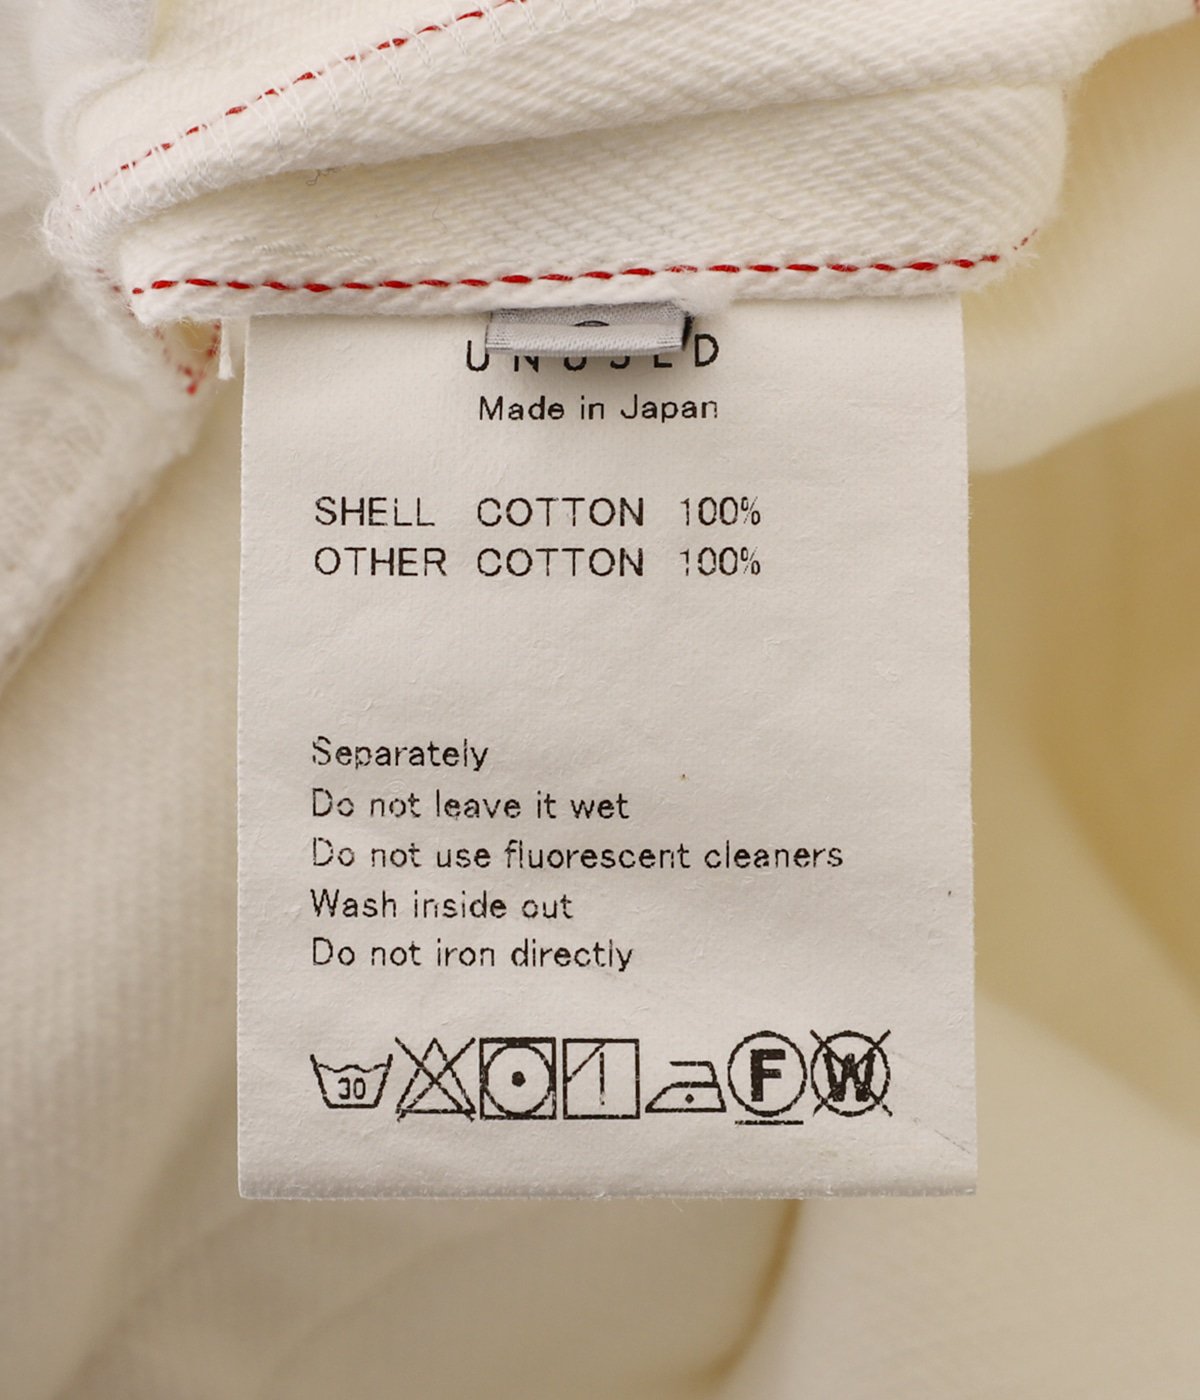 UNUSED
Made in Japan
SHELL COTTON 100%
OTHER COTTON 100%
Separately
Do not leave it wet
Do not use fluorescent cleaners
Wash inside out
Do not iron directly
30 F W